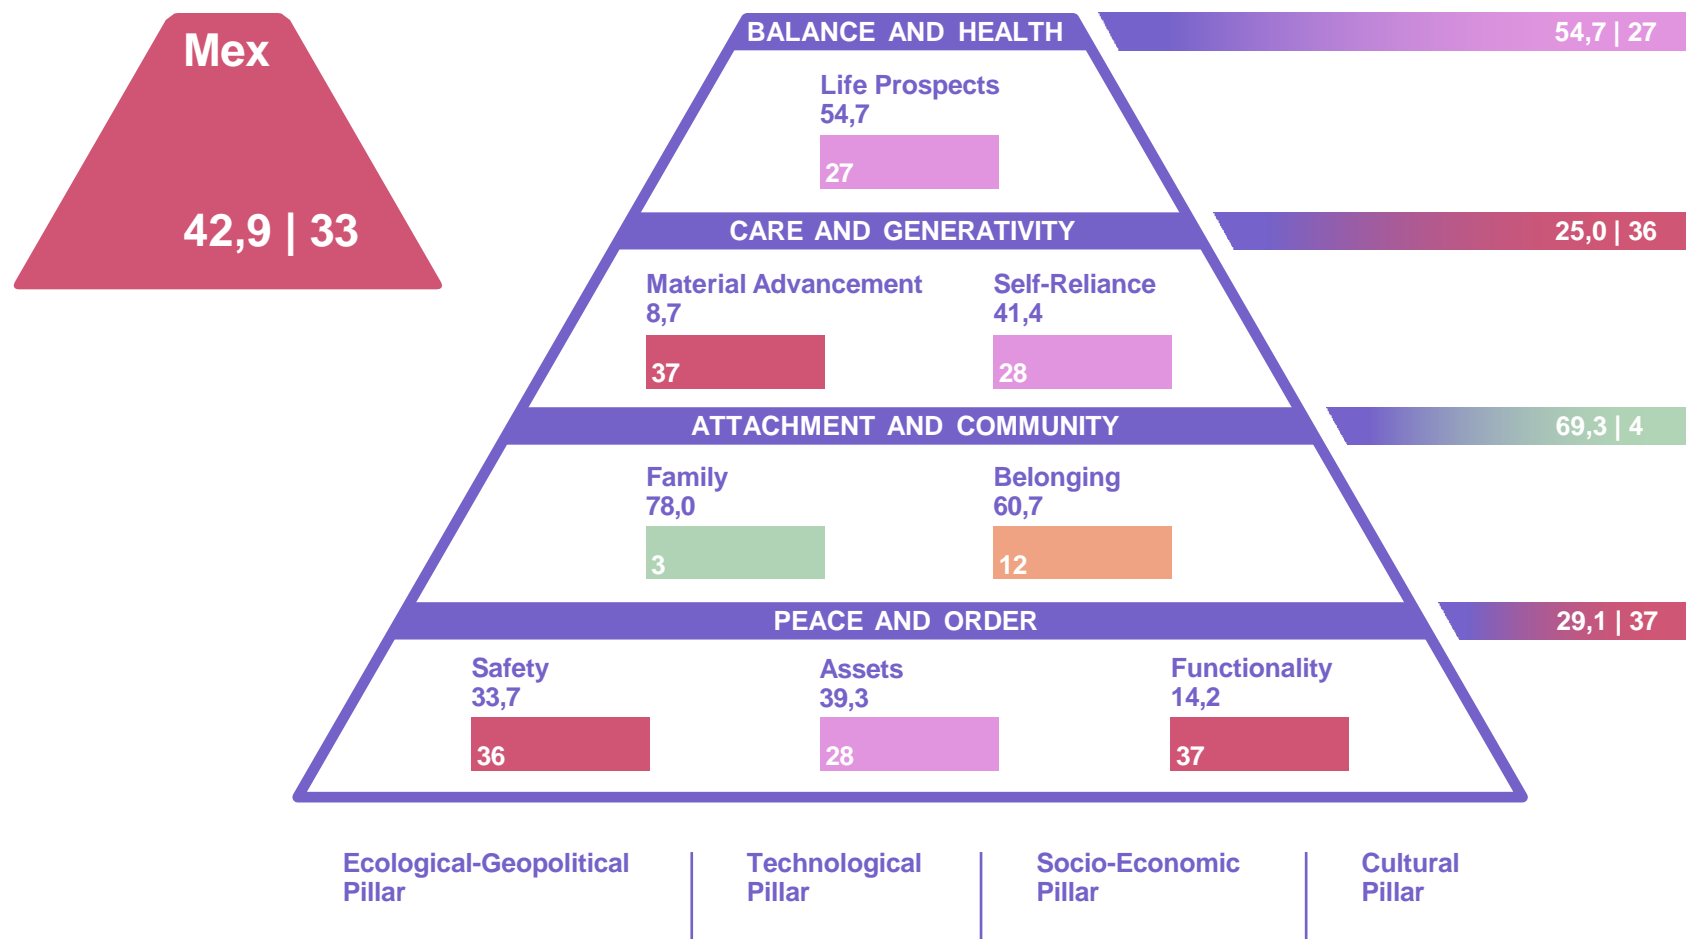 Mex
42,9 | 33
BALANCE AND HEALTH
54,7 | 27
Life Prospects
54,7
27
CARE AND GENERATIVITY
25,0 | 36
Material Advancement
8,7
37
Self-Reliance
41,4
28
ATTACHMENT AND COMMUNITY
69,3 | 4
Family
78,0
3
Belonging
60,7
12
PEACE AND ORDER
29,1 | 37
Safety
33,7
36
Assets
39,3
28
Functionality
14,2
37
Ecological-Geopolitical
Pillar
Technological
Pillar
Socio-Economic
Pillar
Cultural
Pillar